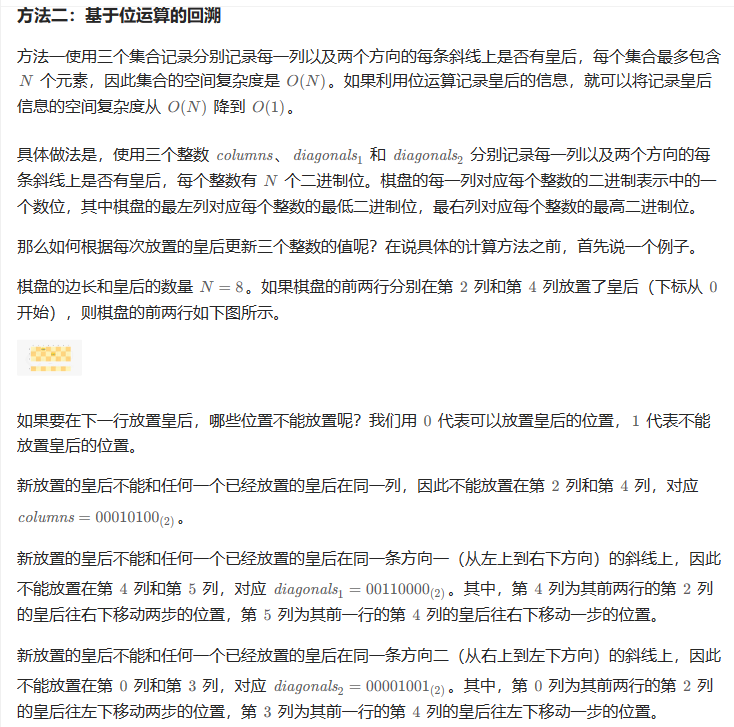 方法二：基于位运算的回溯
方法一使用三个集合记录分别记录每一列以及两个方向的每条斜线上是否有皇后，每个集合最多包含
N 个元素，因此集合的空间复杂度是 O(N)。如果利用位运算记录皇后的信息，就可以将记录皇后
信息的空间复杂度从 O(N) 降到 O(1)。
具体做法是，使用三个整数 columns、diagonals₁ 和 diagonals₂ 分别记录每一列以及两个方向的每
条斜线上是否有皇后，每个整数有 N 个二进制位。棋盘的每一列对应每个整数的二进制表示中的一
个数位，其中棋盘的最左列对应每个整数的最低二进制位，最右列对应每个整数的最高二进制位。
那么如何根据每次放置的皇后更新三个整数的值呢？在说具体的计算方法之前，首先说一个例子。
棋盘的边长和皇后的数量 N = 8。如果棋盘的前两行分别在第 2 列和第 4 列放置了皇后（下标从 0
开始），则棋盘的前两行如下图所示。
如果要在下一行放置皇后，哪些位置不能放置呢？我们用 0 代表可以放置皇后的位置，1 代表不能
放置皇后的位置。
新放置的皇后不能和任何一个已经放置的皇后在同一列，因此不能放置在第 2 列和第 4 列，对应
columns = 00010100₍₂₎。
新放置的皇后不能和任何一个已经放置的皇后在同一条方向一（从左上到右下方向）的斜线上，因此
不能放置在第 4 列和第 5 列，对应 diagonals₁ = 00110000₍₂₎。其中，第 4 列为其前两行的第 2 列
的皇后往右下移动两步的位置，第 5 列为其前一行的第 4 列的皇后往右下移动一步的位置。
新放置的皇后不能和任何一个已经放置的皇后在同一条方向二（从右上到左下方向）的斜线上，因此
不能放置在第 0 列和第 3 列，对应 diagonals₂ = 00001001₍₂₎。其中，第 0 列为其前两行的第 2 列
的皇后往左下移动两步的位置，第 3 列为其前一行的第 4 列的皇后往左下移动一步的位置。